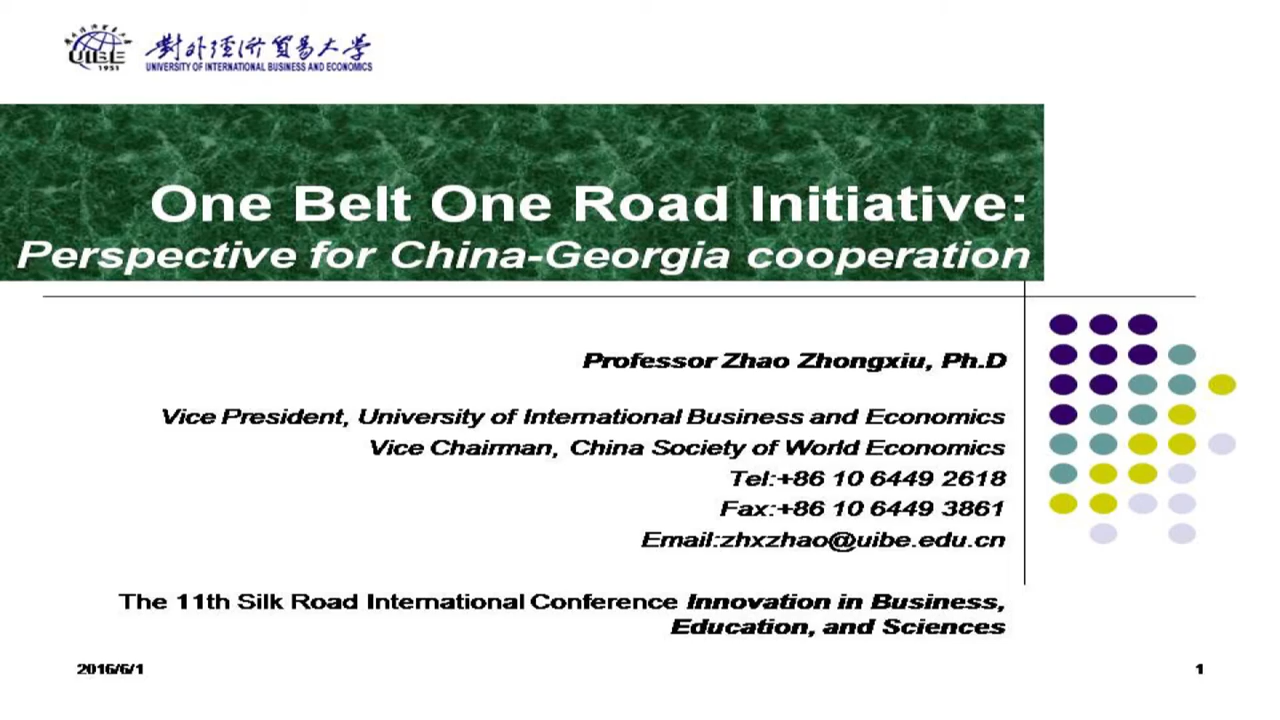 UIBE
1951
對外經濟貿易大学
UNIVERSITY OF INTERNATIONAL BUSINESS AND ECONOMICS
One Belt One Road Initiative:
Perspective for China-Georgia cooperation
Professor Zhao Zhongxiu, Ph.D
Vice President, University of International Business and Economics
Vice Chairman, China Society of World Economics
Tel:+86 10 6449 2618
Fax:+86 10 6449 3861
Email:zhxzhao@uibe.edu.cn
The 11th Silk Road International Conference Innovation in Business,
Education, and Sciences
2016/6/1
1